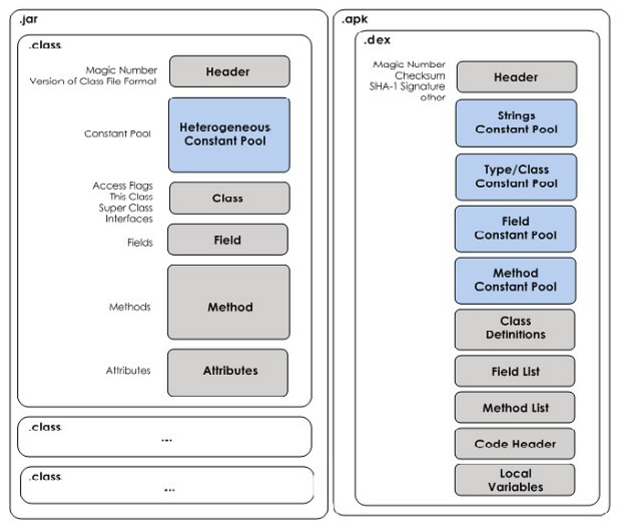 .jar
.class
Magic Number
Version of Class File Format
Header
Constant Pool
Heterogeneous
Constant Pool
Access Flags
This Class
Super Class
Interfaces
Class
Fields
Field
Methods
Method
Attributes
Attributes
.class
...
.class
...
.apk
.dex
Magic Number
Checksum
SHA-1 Signature
other
Header
Strings
Constant Pool
Type/Class
Constant Pool
Field
Constant Pool
Method
Constant Pool
Class
Definitions
Field List
Method List
Code Header
Local
Variables